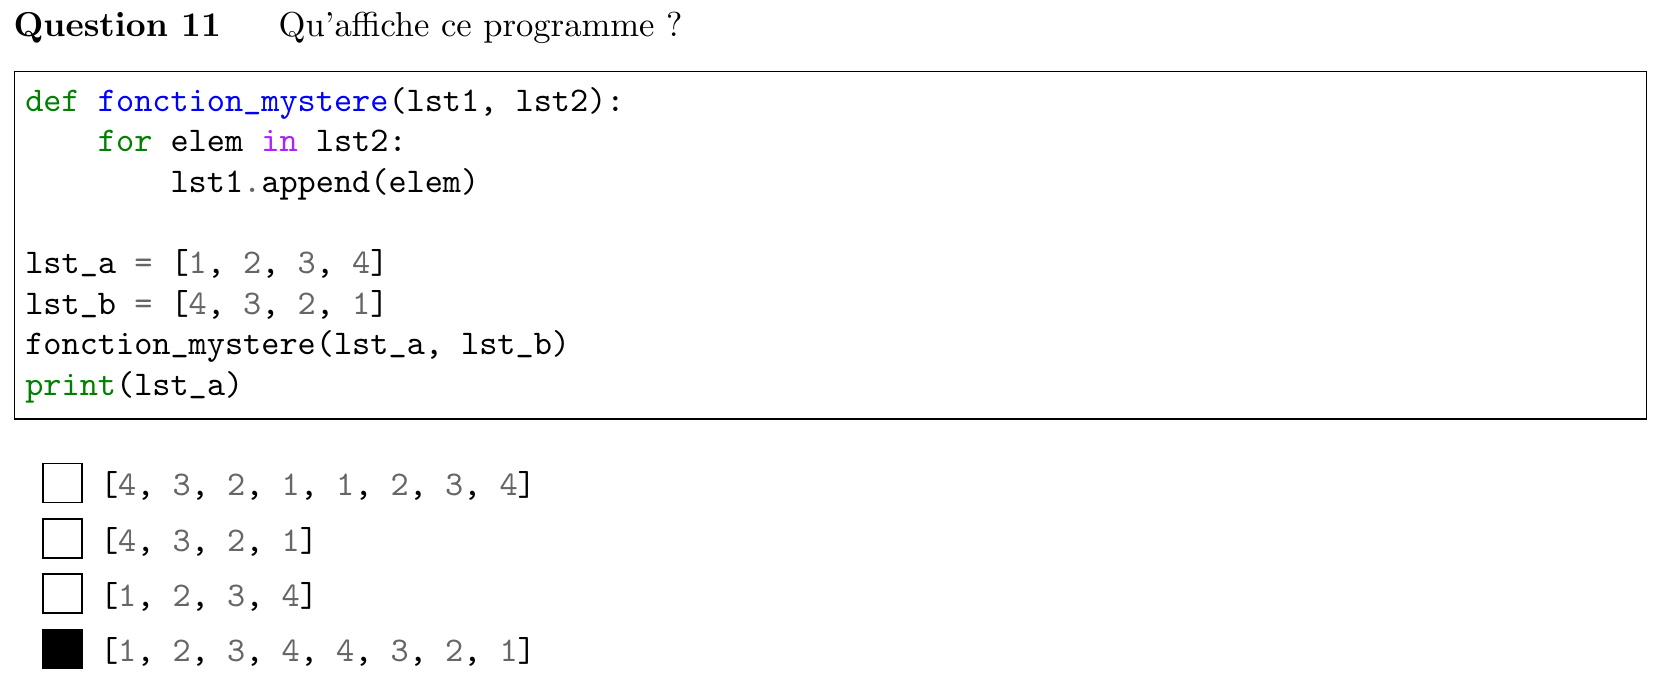 Question 11 Qu'affiche ce programme ?
def fonction_mystere(lst1, lst2):
    for elem in lst2:
        lst1.append(elem)
lst_a = [1, 2, 3, 4]
lst_b = [4, 3, 2, 1]
fonction_mystere(lst_a, lst_b)
print(lst_a)
[4, 3, 2, 1, 1, 2, 3, 4]
[4, 3, 2, 1]
[1, 2, 3, 4]
[1, 2, 3, 4, 4, 3, 2, 1]